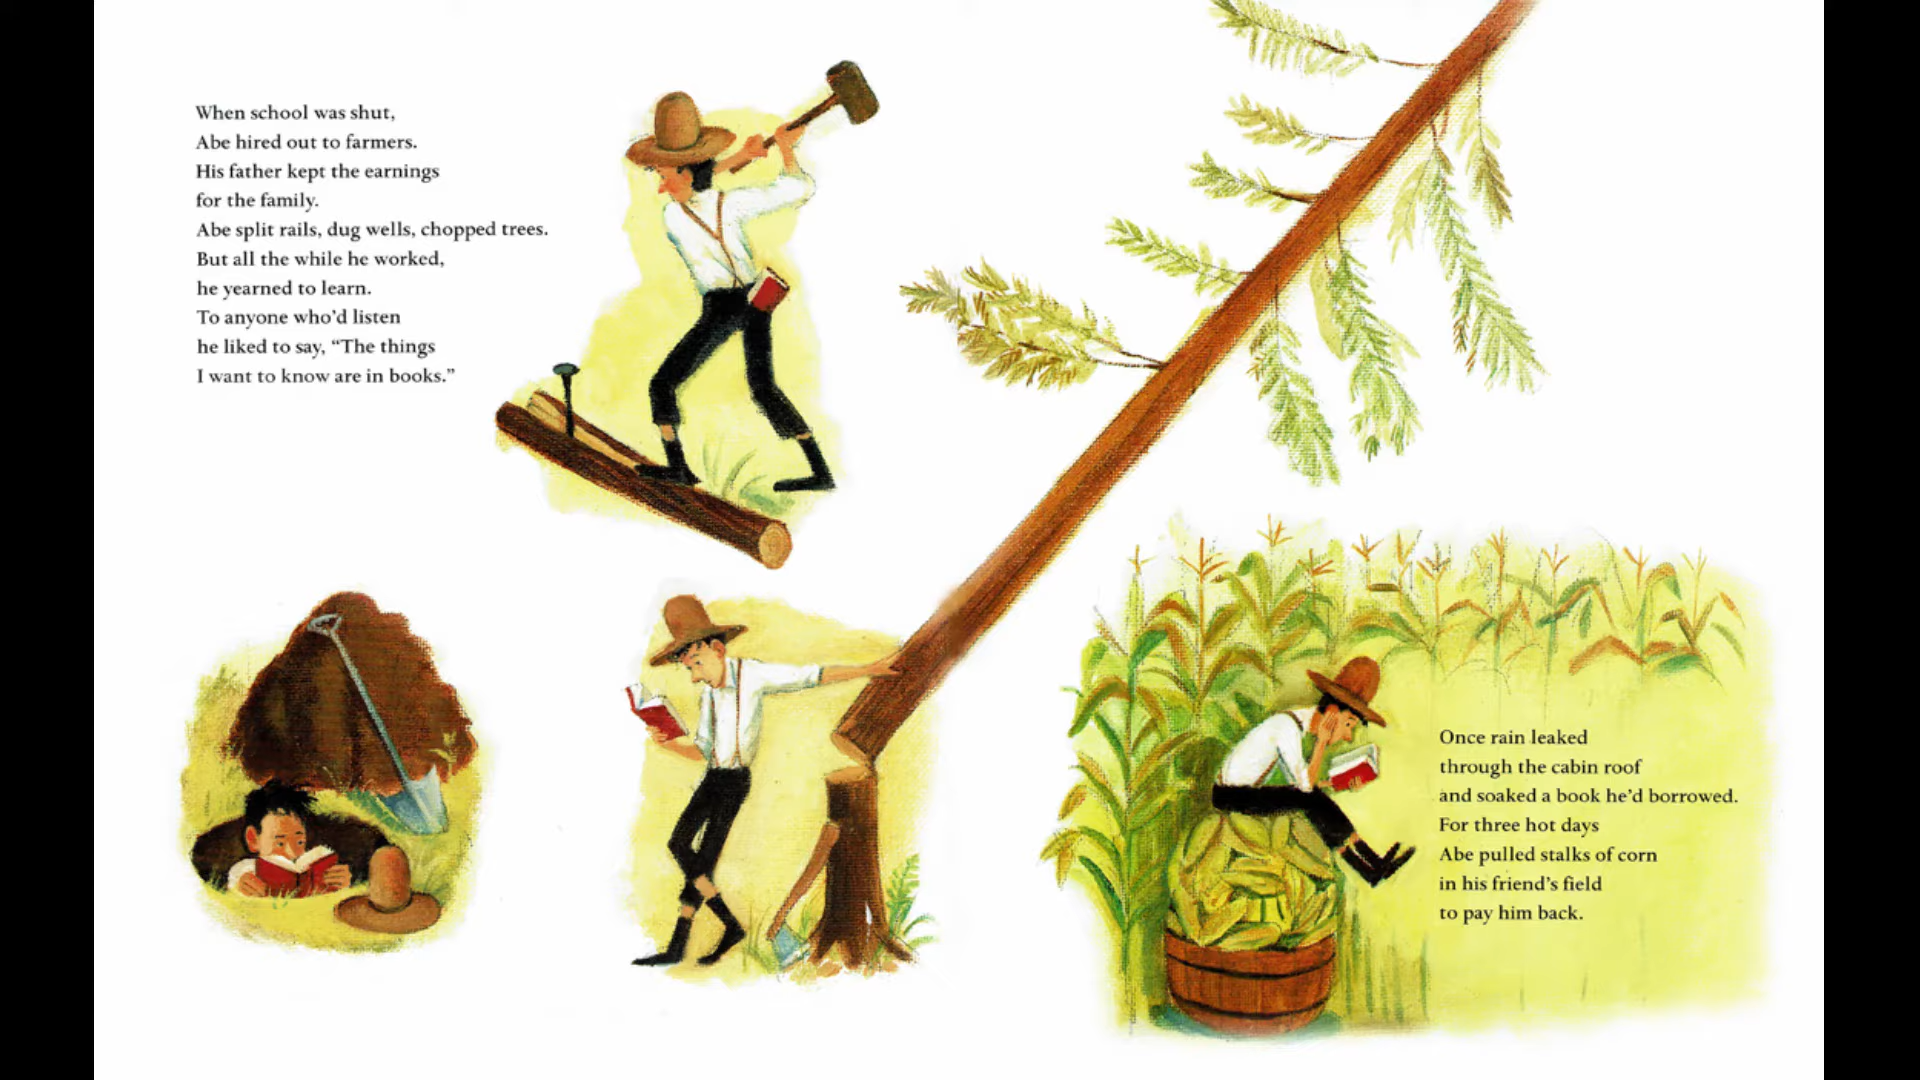 When school was shut,
Abe hired out to farmers.
His father kept the earnings
for the family.
Abe split rails, dug wells, chopped trees.
But all the while he worked,
he yearned to learn.
To anyone who’d listen
he liked to say, “The things
I want to know are in books.”
Once rain leaked
through the cabin roof
and soaked a book he’d borrowed.
For three hot days
Abe pulled stalks of corn
in his friend’s field
to pay him back.